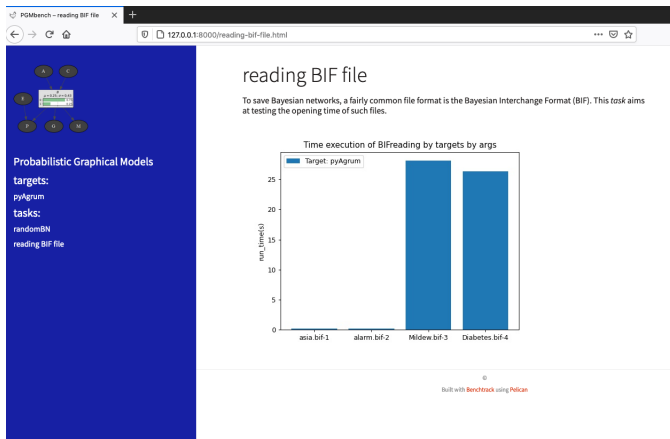 PGMbench – reading BIF file
127.0.0.1:8000/reading-bif-file.html
A C
E
P O M
Probabilistic Graphical Models
targets:
pyAgrum
tasks:
randomBN
reading BIF file
reading BIF file
To save Bayesian networks, a fairly common file format is the Bayesian Interchange Format (BIF). This task aims
at testing the opening time of such files.
Time execution of BIFreading by targets by args
Target: pyAgrum
run_time(s)
25
20
15
10
5
0
asia.bif-1 alarm.bif-2 Mildew.bif-3 Diabetes.bif-4
©
Built with Benchtrack using Pelican